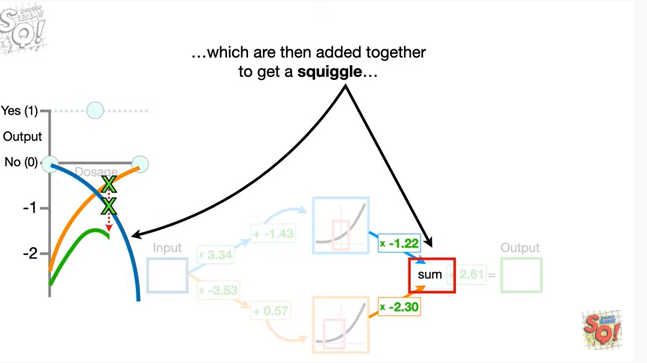 …which are then added together
to get a squiggle…
Yes (1)
Output
No (0)
Dosage
-1
-2
Input
x 3.34
+ -1.43
x -1.22
x -3.53
+ 0.57
x -2.30
sum
2.61 =
Output
SQ!